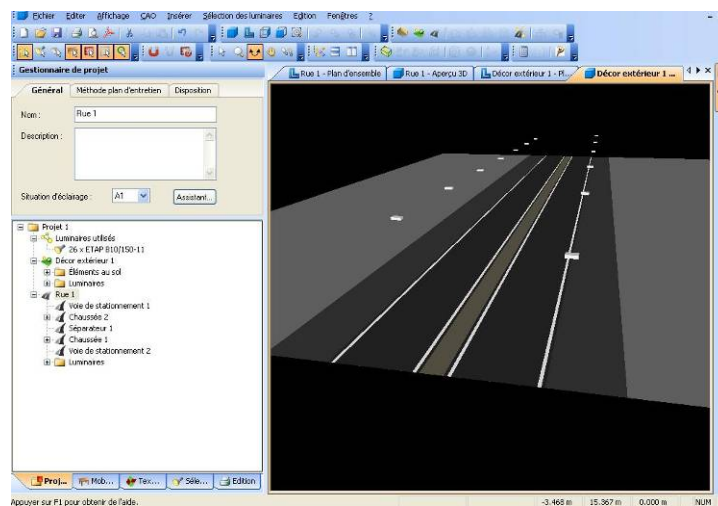 Fichier Editer Affichage CAO Insérer Sélection des luminaires Edition Fenêtres ?
Gestionnaire de projet
Rue 1 - Plan d'ensemble Rue 1 - Aperçu 3D Décor extérieur 1 - Pl... Décor extérieur 1 ...
Général Méthode plan d'entretien Disposition
Nom : Rue 1
Description :
Situation d'éclairage : A1 Assistant...
Projet 1
Luminaires utilisés
26 x ETAP 810/150-11
Décor extérieur 1
Éléments au sol
Luminaires
Rue 1
Voie de stationnement 1
Chaussée 2
Séparateur 1
Chaussée 1
Voie de stationnement 2
Luminaires
Proj... Mob... Tex... Séle... Edition
Appuyer sur F1 pour obtenir de l'aide. -3.468 m 15.367 m 0.000 m NUM